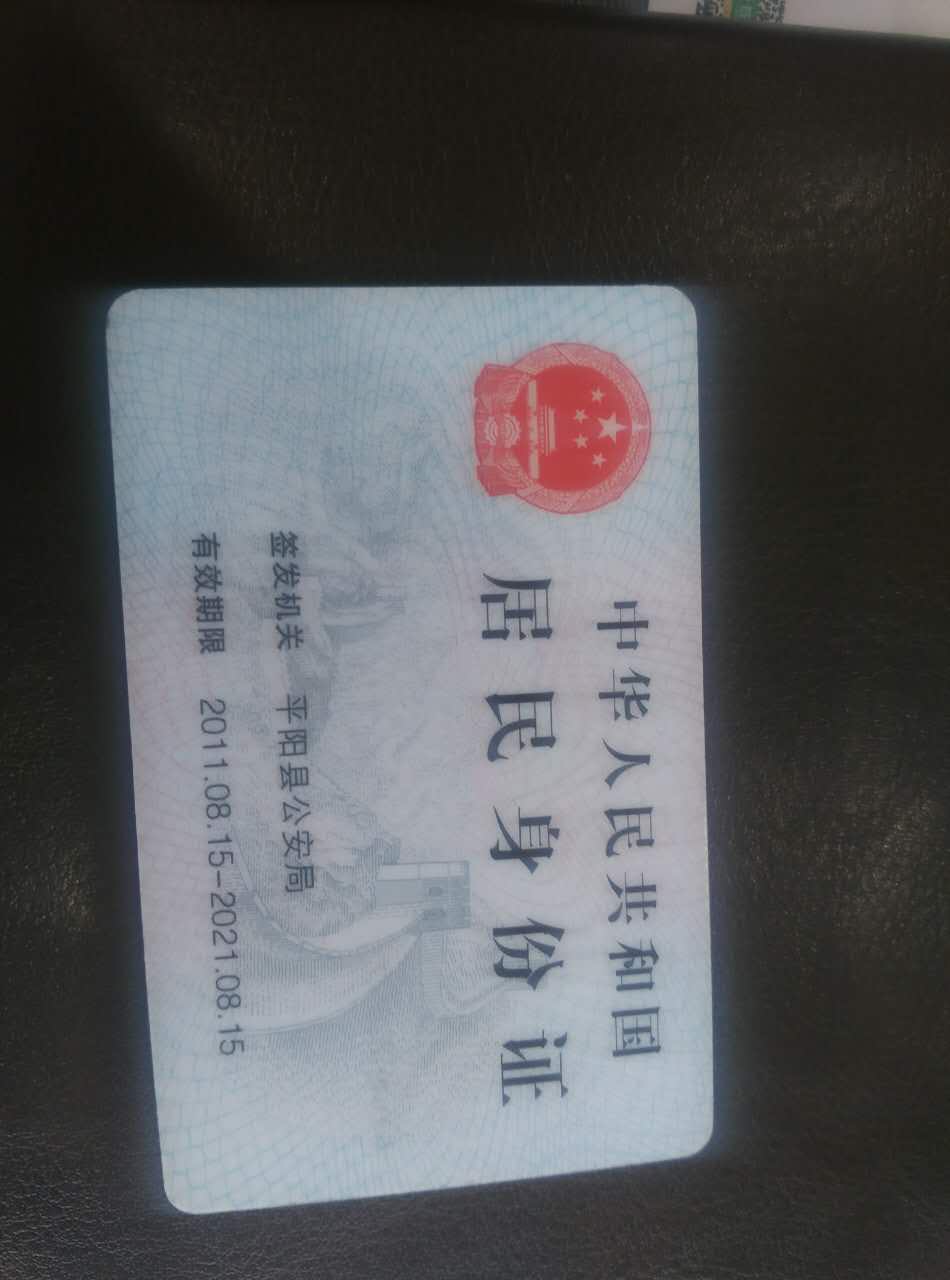 中华人民共和国
居民身份证
签发机关 平阳县公安局
有效期限 2011.08.15-2021.08.15